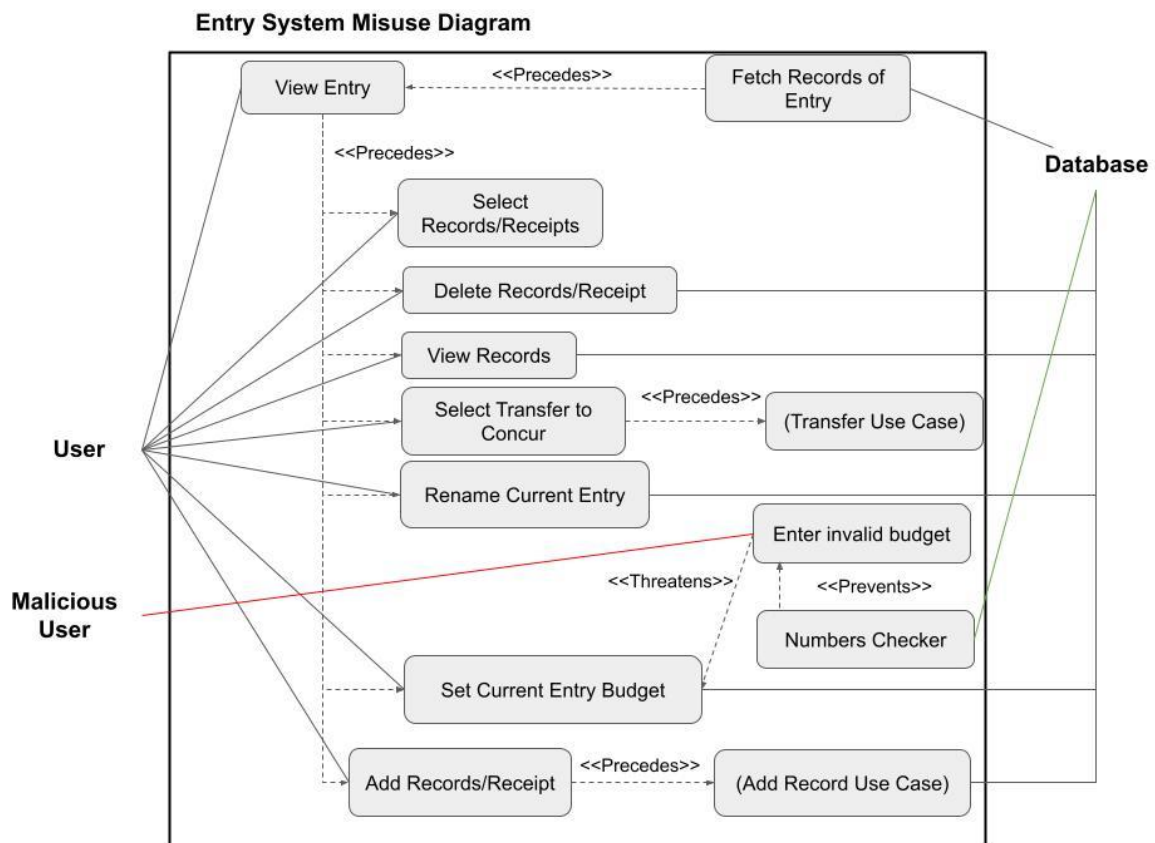 Entry System Misuse Diagram
<<Precedes>>
View Entry
Fetch Records of
Entry
<<Precedes>>
Database
Select
Records/Receipts
Delete Records/Receipt
View Records
<<Precedes>>
Select Transfer to
Concur
(Transfer Use Case)
User
Rename Current Entry
Enter invalid budget
<<Threatens>>
<<Prevents>>
Malicious
User
Numbers Checker
Set Current Entry Budget
<<Precedes>>
Add Records/Receipt
(Add Record Use Case)